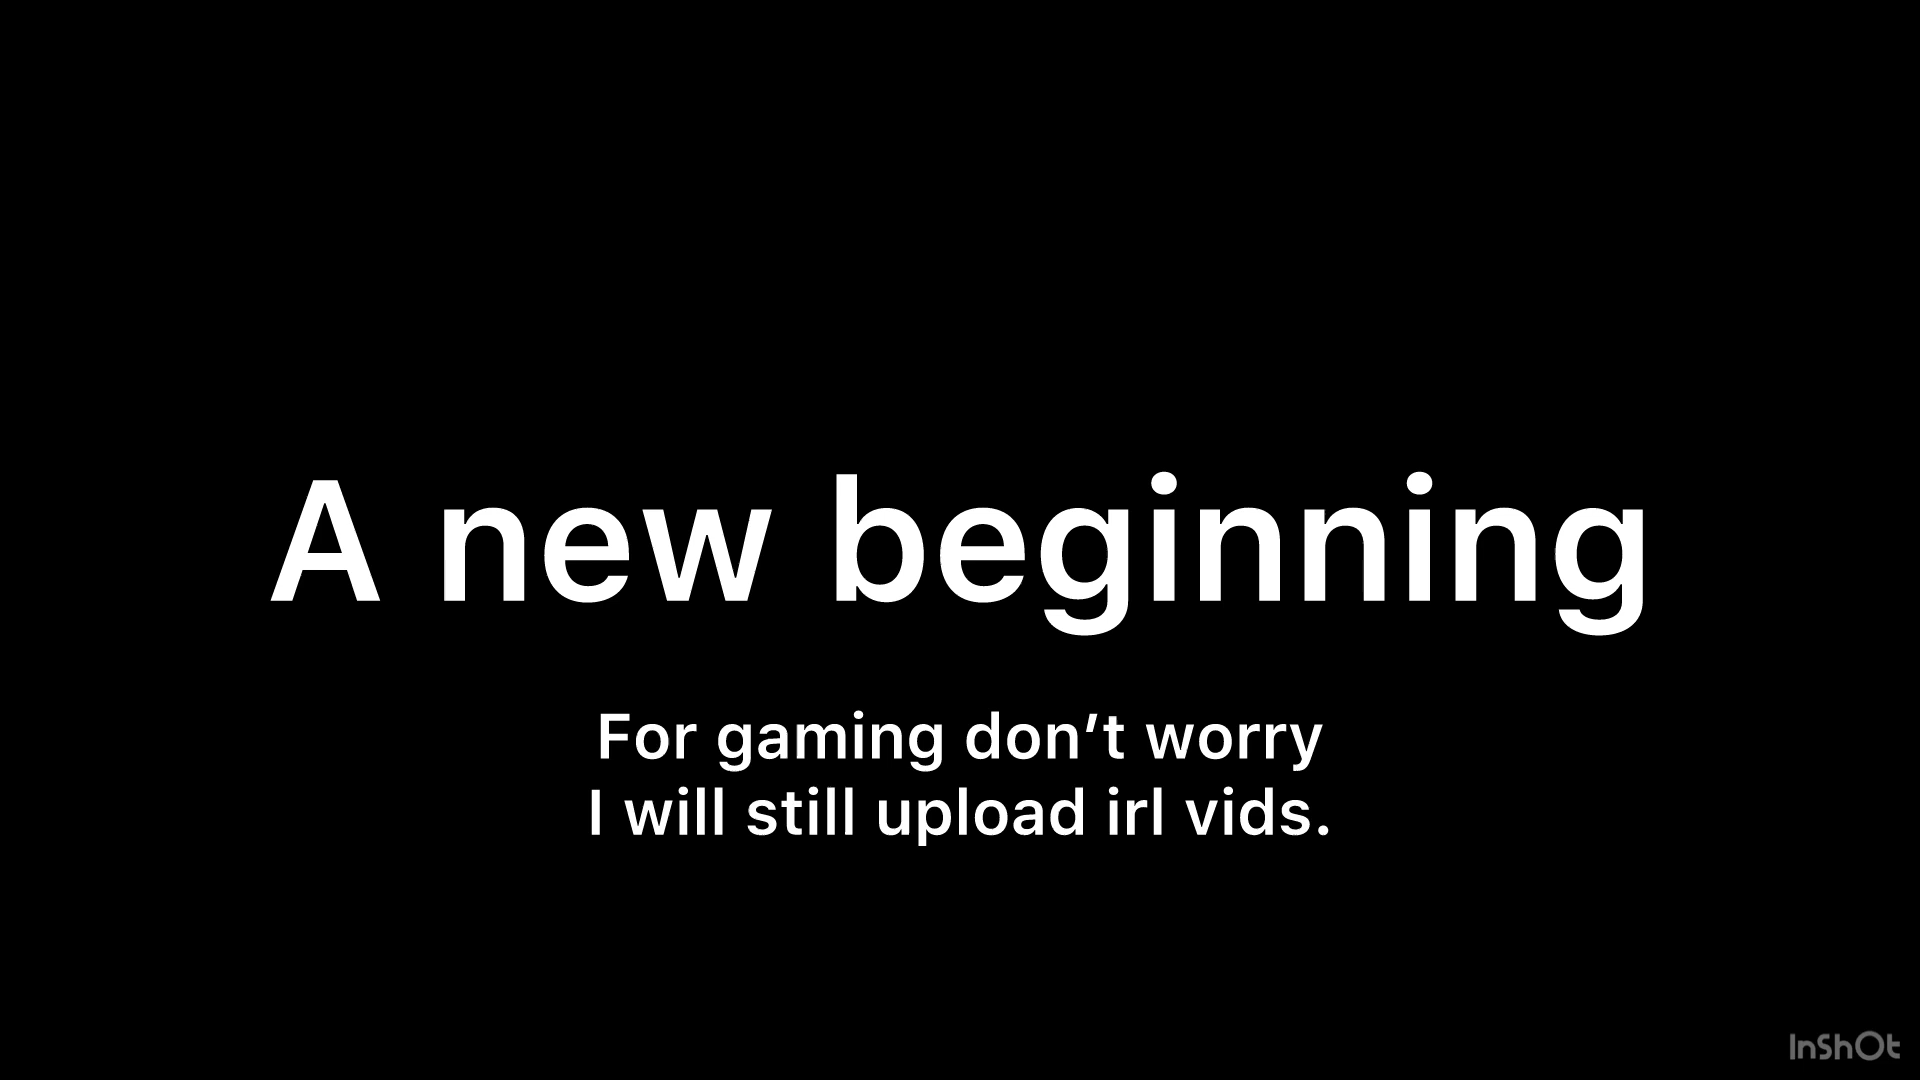 A new beginning
For gaming don’t worry
I will still upload irl vids.
InShOt